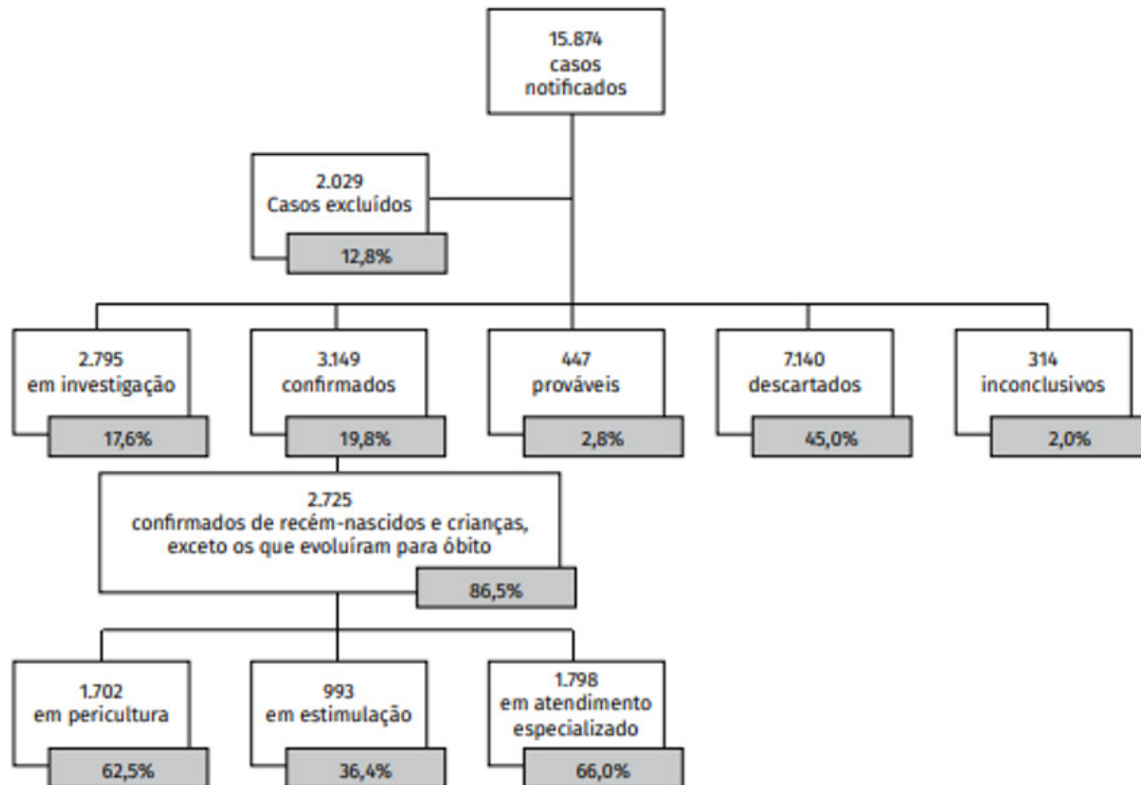 15.874
casos
notificados
2.029
Casos excluídos
12,8%
2.795
em investigação
17,6%
3.149
confirmados
19,8%
447
prováveis
2,8%
7.140
descartados
45,0%
314
inconclusivos
2,0%
2.725
confirmados de recém-nascidos e crianças,
exceto os que evoluíram para óbito
86,5%
1.702
em pericultura
62,5%
993
em estimulação
36,4%
1.798
em atendimento
especializado
66,0%